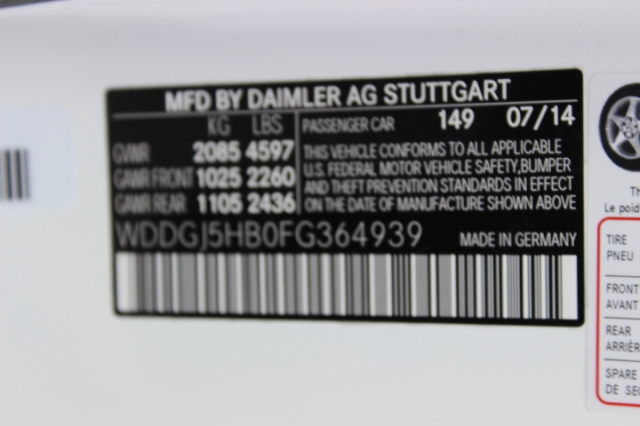 MFD BY DAIMLER AG STUTTGART
KG LBS
PASSENGER CAR 149 07/14
GVWR 2085 4597
GAWR FRONT 1025 2260
GAWR REAR 1105 2436
THIS VEHICLE CONFORMS TO ALL APPLICABLE
U.S. FEDERAL MOTOR VEHICLE SAFETY,BUMPER
AND THEFT PREVENTION STANDARDS IN EFFECT
ON THE DATE OF MANUFACTURE SHOWN ABOVE
WDDGJ5HB0FG364939 MADE IN GERMANY
Le poid
TIRE
PNEU
FRONT
AVANT
REAR
SPARE